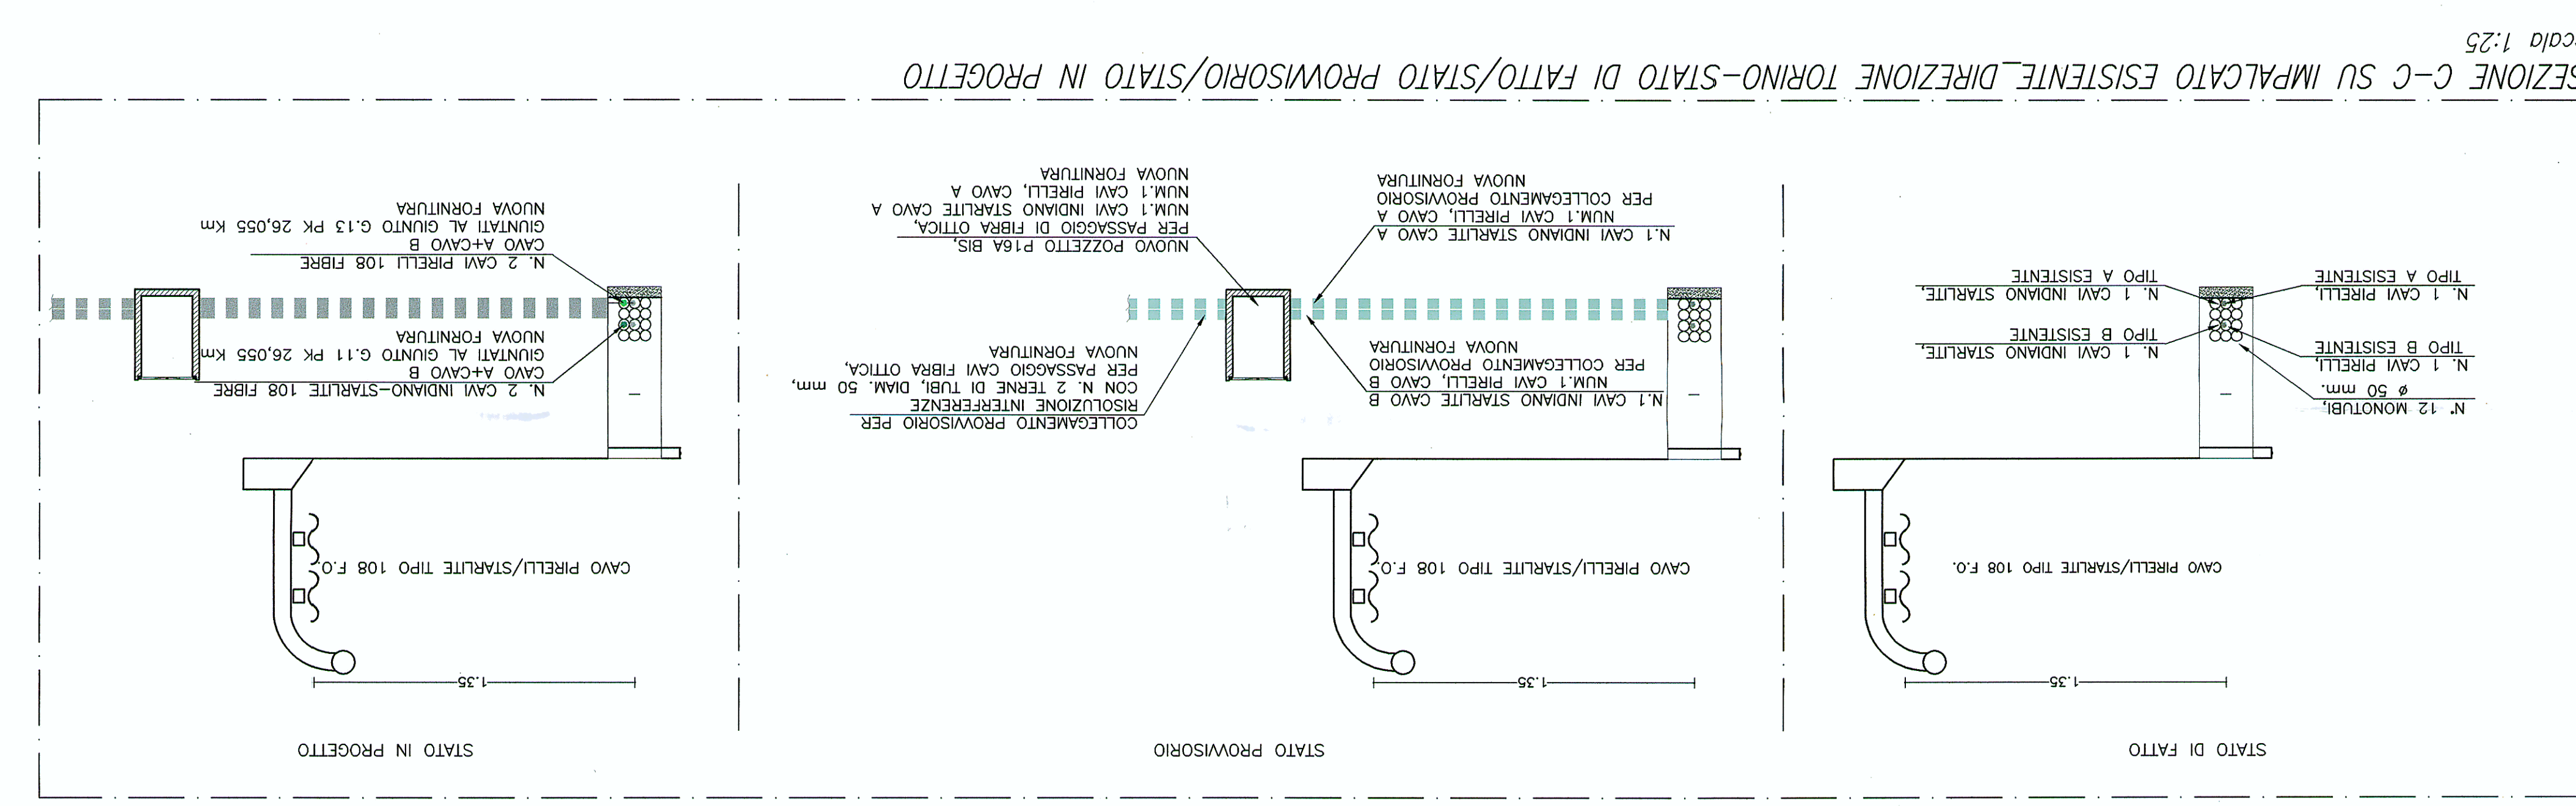 STATO DI FATTO
1.35
CAVO PIRELLI/STARLITE TIPO 108 F.O.
N° 12 MONOTUBI,
ø 50 mm.
N. 1 CAVI PIRELLI,
TIPO B ESISTENTE
N. 1 CAVI PIRELLI,
TIPO A ESISTENTE
N. 1 CAVI INDIANO STARLITE,
TIPO B ESISTENTE
N. 1 CAVI INDIANO STARLITE,
TIPO A ESISTENTE
STATO PROVVISORIO
1.35
CAVO PIRELLI/STARLITE TIPO 108 F.O.
N.1 CAVI INDIANO STARLITE CAVO B
NUM.1 CAVI PIRELLI, CAVO B
PER COLLEGAMENTO PROVVISORIO
NUOVA FORNITURA
N.1 CAVI INDIANO STARLITE CAVO A
NUM.1 CAVI PIRELLI, CAVO A
PER COLLEGAMENTO PROVVISORIO
NUOVA FORNITURA
COLLEGAMENTO PROVVISORIO PER
RISOLUZIONE INTERFERENZE
CON N. 2 TERNE DI TUBI, DIAM. 50 mm,
PER PASSAGGIO CAVI FIBRA OTTICA,
NUOVA FORNITURA
NUOVO POZZETTO P16A BIS,
PER PASSAGGIO DI FIBRA OTTICA,
NUM.1 CAVI INDIANO STARLITE CAVO A
NUM.1 CAVI PIRELLI, CAVO A
NUOVA FORNITURA
STATO IN PROGETTO
1.35
CAVO PIRELLI/STARLITE TIPO 108 F.O.
N. 2 CAVI INDIANO-STARLITE 108 FIBRE
CAVO A+CAVO B
GIUNTATI AL GIUNTO G.11 PK 26,055 Km
NUOVA FORNITURA
N. 2 CAVI PIRELLI 108 FIBRE
CAVO A+CAVO B
GIUNTATI AL GIUNTO G.13 PK 26,055 Km
NUOVA FORNITURA
SEZIONE C-C SU IMPALCATO ESISTENTE_DIREZIONE TORINO-STATO DI FATTO/STATO PROVVISORIO/STATO IN PROGETTO
cala 1:25